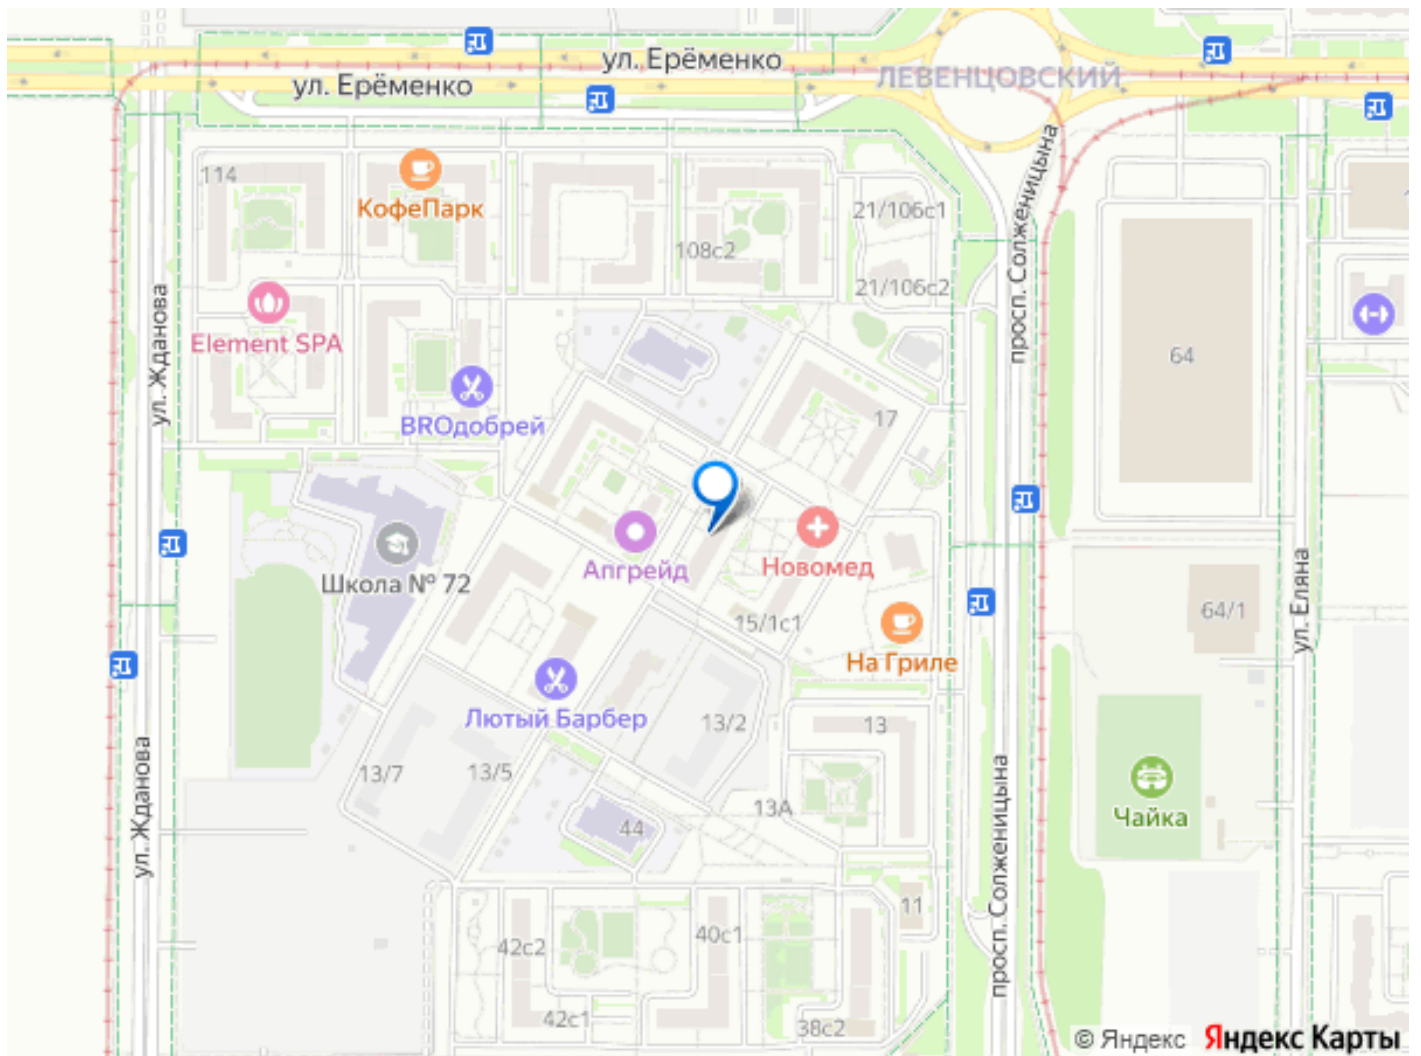 ул. Ерёменко
ул. Ерёменко
ЛЕВЕНЦОВСКИЙ
114
КофеПарк
108с2
21/106с1
21/106с2
просп. Солженицына
ул. Жданова
Element SPA
64
BROдобрей
17
Школа № 72
Апгрейд
Новомед
15/1с1
64/1
ул. Еляна
На Гриле
Лютый Барбер
13/2
13
13/7
13/5
13А
ул. Жданова
44
Чайка
просп. Солженицына
11
42с2
40с1
42с1
38с2
© Яндекс Яндекс Карты